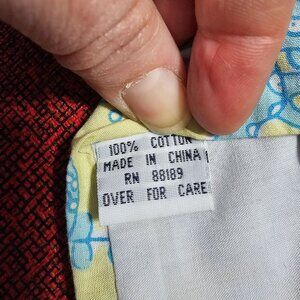 100% COTTON
MADE IN CHINA
RN 88189
OVER FOR CARE